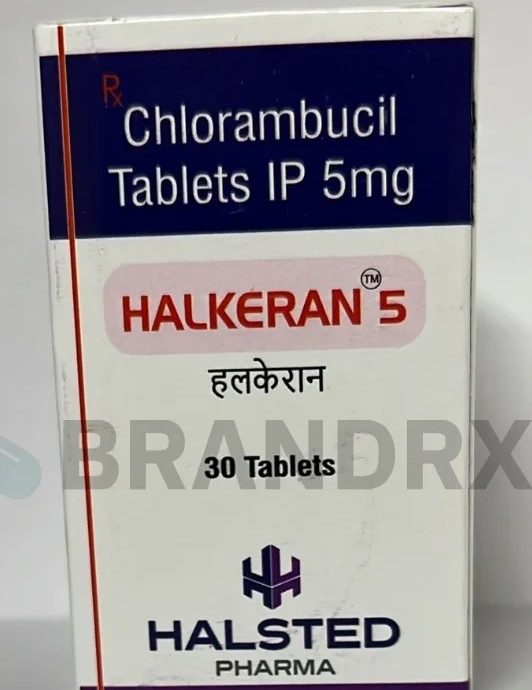 Rx
Chlorambucil
Tablets IP 5mg
HALKERAN™ 5
हलकेरान
BRANDRX
30 Tablets
HALSTED
PHARMA